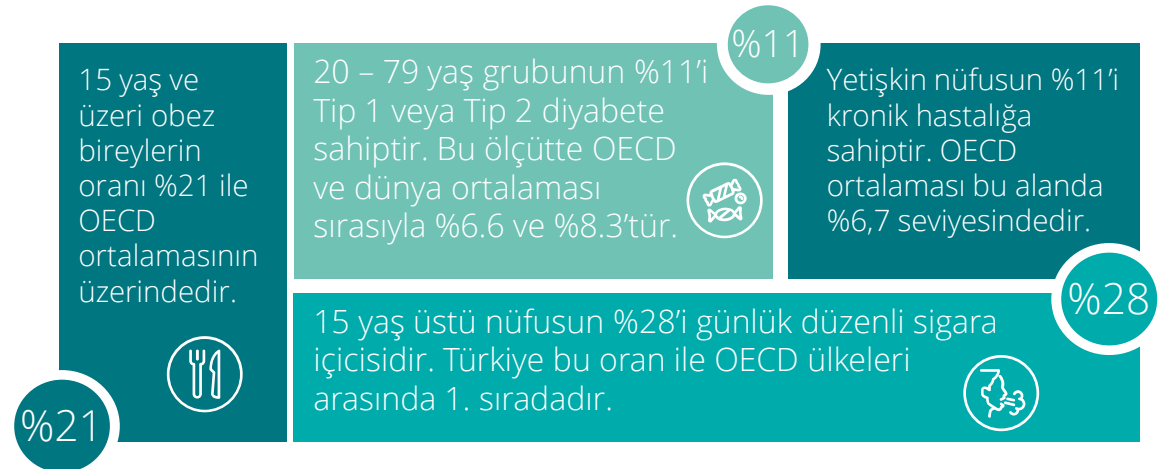 15 yaş ve
üzeri obez
bireylerin
oranı %21 ile
OECD
ortalamasının
üzerindedir.
%21
20 – 79 yaş grubunun %11’i
Tip 1 veya Tip 2 diyabete
sahiptir. Bu ölçütte OECD
ve dünya ortalaması
sırasıyla %6.6 ve %8.3’tür.
%11
Yetişkin nüfusun %11’i
kronik hastalığa
sahiptir. OECD
ortalaması bu alanda
%6,7 seviyesindedir.
15 yaş üstü nüfusun %28’i günlük düzenli sigara
içicisidir. Türkiye bu oran ile OECD ülkeleri
arasında 1. sıradadır.
%28